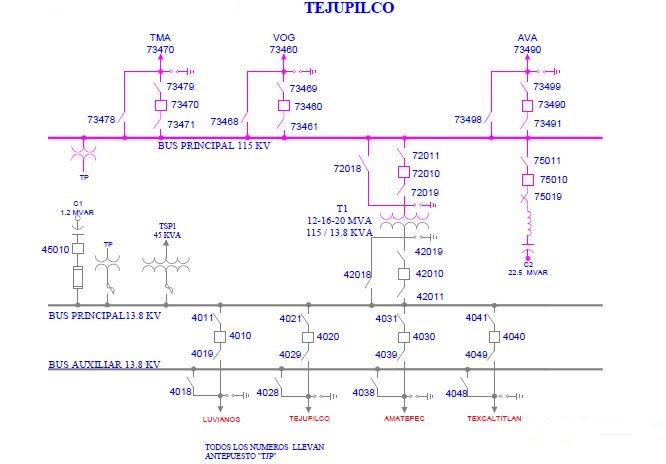 TEJUPILCO
TMA
73470
VOG
73460
AVA
73490
73479
73470
73471
73478
73469
73460
73461
73468
73499
73490
73491
73498
BUS PRINCIPAL 115 KV
TP
72018
72011
72010
72019
75011
75010
75019
C2
22.5 MVAR
T1
12-16-20 MVA
115 / 13.8 KVA
C1
1.2 MVAR
45010
TP
TSP1
45 KVA
42018
42019
42010
42011
BUS PRINCIPAL13.8 KV
4011
4010
4019
4021
4020
4029
4031
4030
4039
4041
4040
4049
BUS AUXILIAR 13.8 KV
4018
4028
4038
4048
LUVIANOS
TEJUPILCO
AMATEPEC
TEXCALTITLAN
TODOS LOS NUMEROS LLEVAN
ANTEPUESTO "TJP"